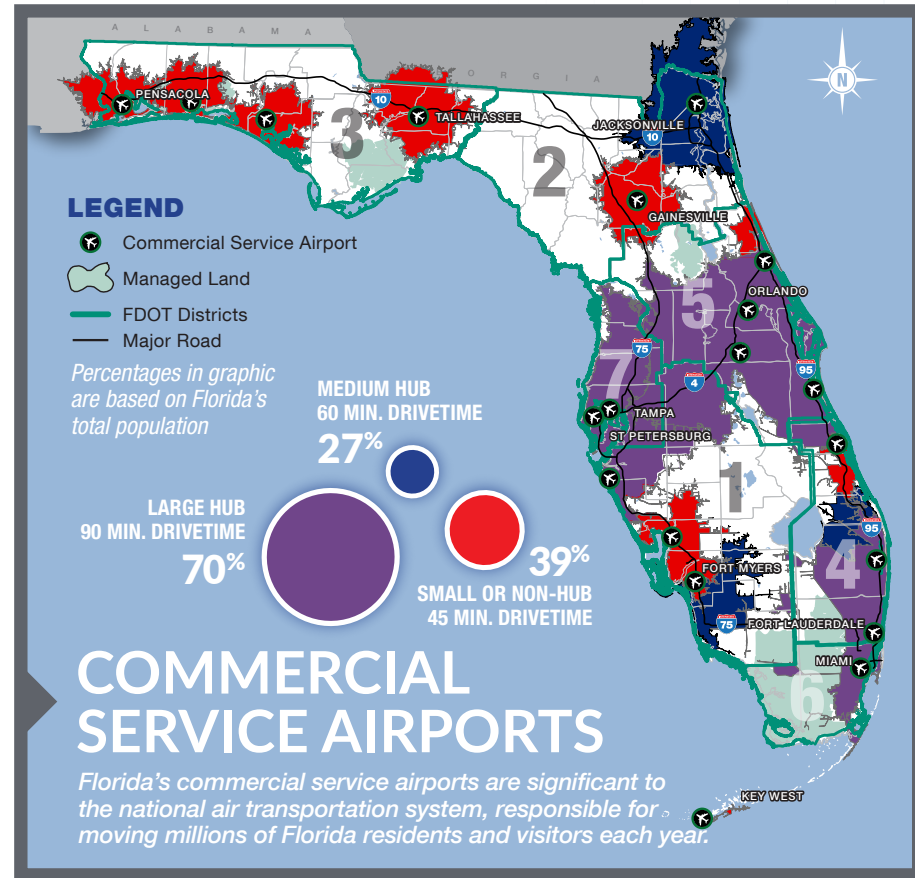 A L A B A M A
O R G I A
N
PENSACOLA
10
TALLAHASSEE
JACKSONVILLE
10
3
2
GAINESVILLE
LEGEND
Commercial Service Airport
Managed Land
FDOT Districts
Major Road
Percentages in graphic
are based on Florida's
total population
ORLANDO
5
75
7
4
95
TAMPA
ST PETERSBURG
MEDIUM HUB
60 MIN. DRIVETIME
27%
LARGE HUB
90 MIN. DRIVETIME
70%
39%
SMALL OR NON-HUB
45 MIN. DRIVETIME
1
95
4
FORT MYERS
75
FORT LAUDERDALE
MIAMI
6
COMMERCIAL
SERVICE AIRPORTS
Florida's commercial service airports are significant to
the national air transportation system, responsible for
moving millions of Florida residents and visitors each year.
KEY WEST